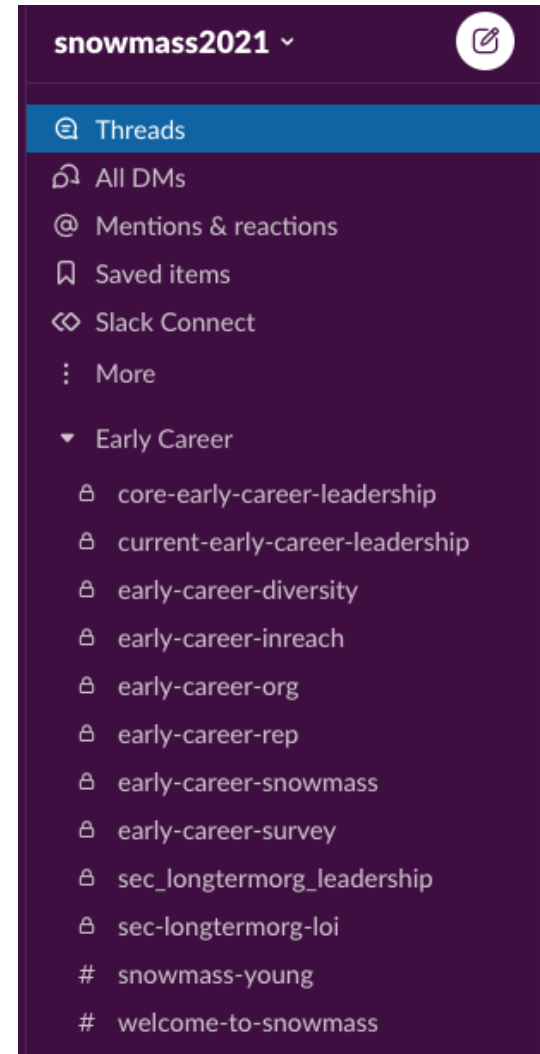 snowmass2021
Threads
All DMs
@ Mentions & reactions
Saved items
Slack Connect
More
Early Career
core-early-career-leadership
current-early-career-leadership
early-career-diversity
early-career-inreach
early-career-org
early-career-rep
early-career-snowmass
early-career-survey
sec_longtermorg_leadership
sec-longtermorg-loi
# snowmass-young
# welcome-to-snowmass